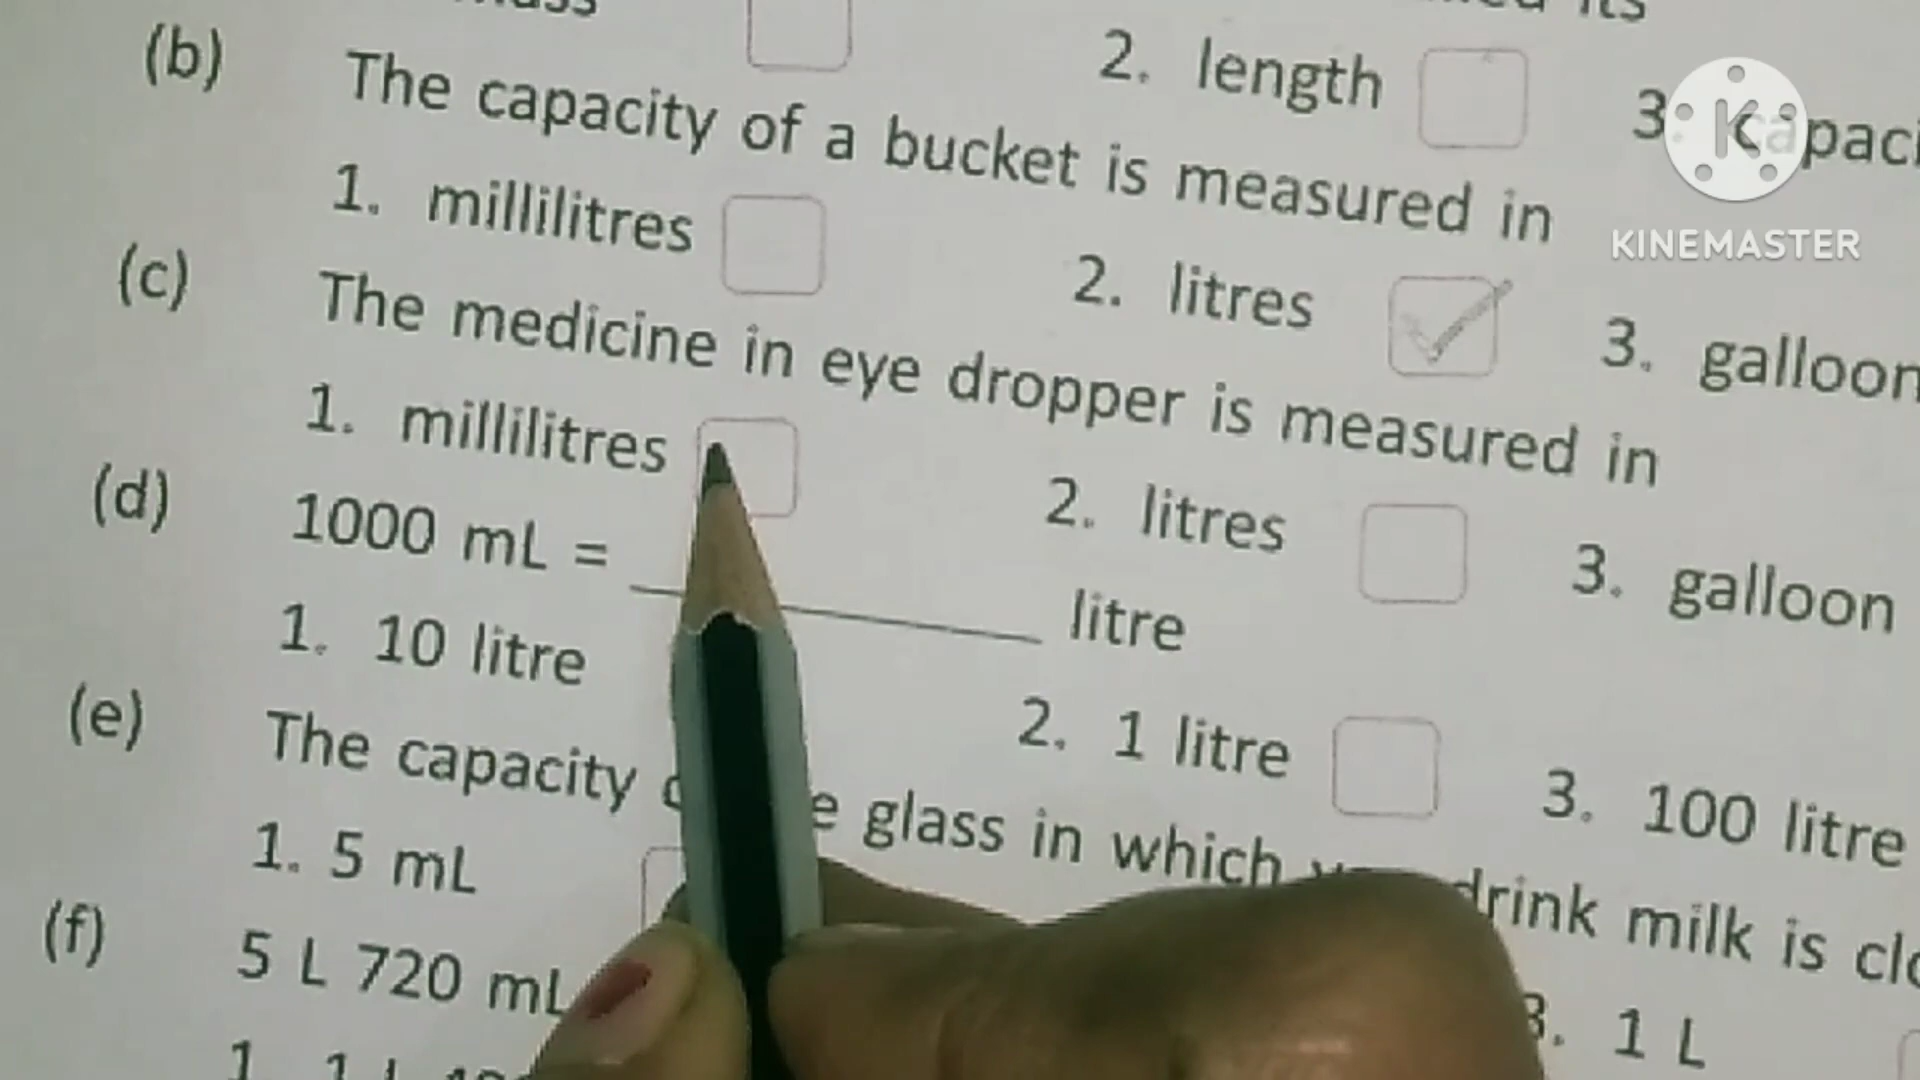 2. length 3
(b) The capacity of a bucket is measured in
1. millilitres 2. litres 3. galloon
(c) The medicine in eye dropper is measured in
1. millilitres 2. litres 3. galloon
(d) 1000 mL = ________ litre
1. 10 litre 2. 1 litre 3. 100 litre
(e) The capacity glass in which drink milk is
1. 5 mL 3. 1 L
(f) 5 L 720 mL
KINEMASTER